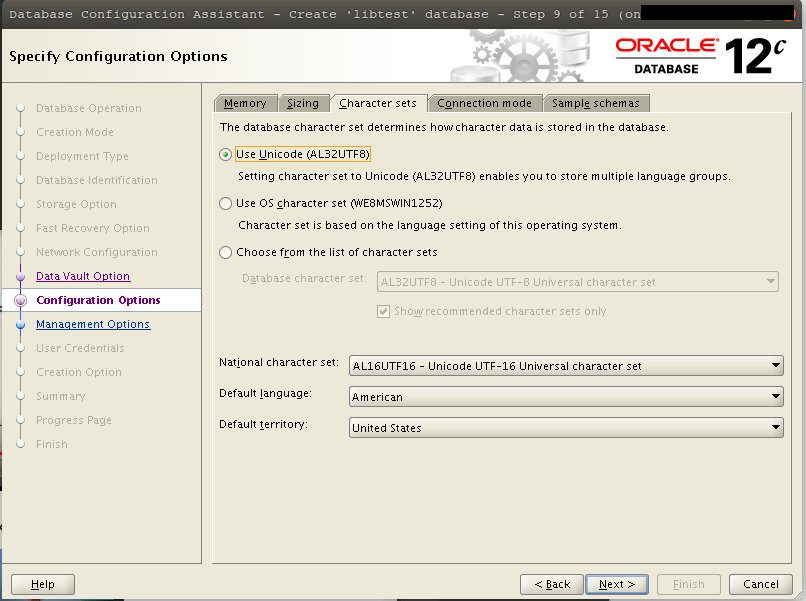 Database Configuration Assistant - Create 'libtest' database - Step 9 of 15 (on
Specify Configuration Options
ORACLE®
DATABASE
12c
Database Operation
Creation Mode
Deployment Type
Database Identification
Storage Option
Fast Recovery Option
Network Configuration
Data Vault Option
Configuration Options
Management Options
User Credentials
Creation Option
Summary
Progress Page
Finish
Memory Sizing Character sets Connection mode Sample schemas
The database character set determines how character data is stored in the database.
Use Unicode (AL32UTF8)
Setting character set to Unicode (AL32UTF8) enables you to store multiple language groups.
Use OS character set (WE8MSWIN1252)
Character set is based on the language setting of this operating system.
Choose from the list of character sets
Database character set: AL32UTF8 - Unicode UTF-8 Universal character set
Show recommended character sets only
National character set: AL16UTF16 - Unicode UTF-16 Universal character set
Default language: American
Default territory: United States
Help < Back Next > Finish Cancel